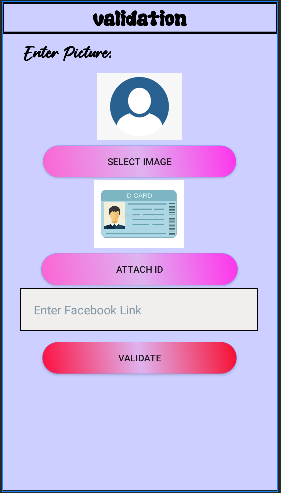 validation
Enter Picture.
SELECT IMAGE
ID CARD
ATTACH ID
Enter Facebook Link
VALIDATE